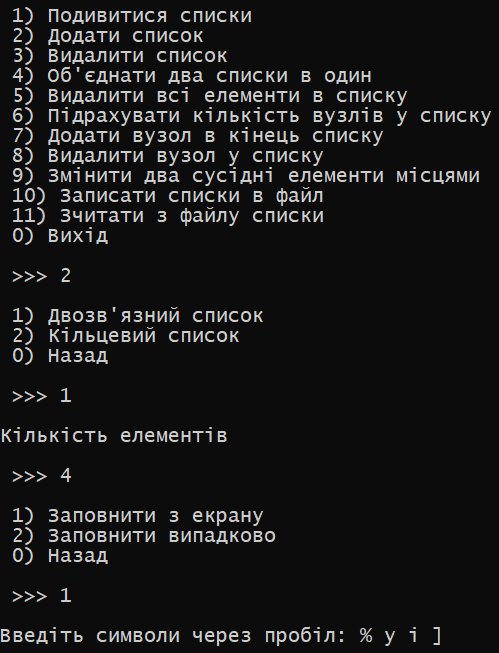 1) Подивитися списки
2) Додати список
3) Видалити список
4) Об'єднати два списки в один
5) Видалити всі елементи в списку
6) Підрахувати кількість вузлів у списку
7) Додати вузол в кінець списку
8) Видалити вузол у списку
9) Змінити два сусідні елементи місцями
10) Записати списки в файл
11) Зчитати з файлу списки
0) Вихід
>>> 2
1) Двозв'язний список
2) Кільцевий список
0) Назад
>>> 1
Кількість елементів
>>> 4
1) Заповнити з екрану
2) Заповнити випадково
0) Назад
>>> 1
Введіть символи через пробіл: % у і ]